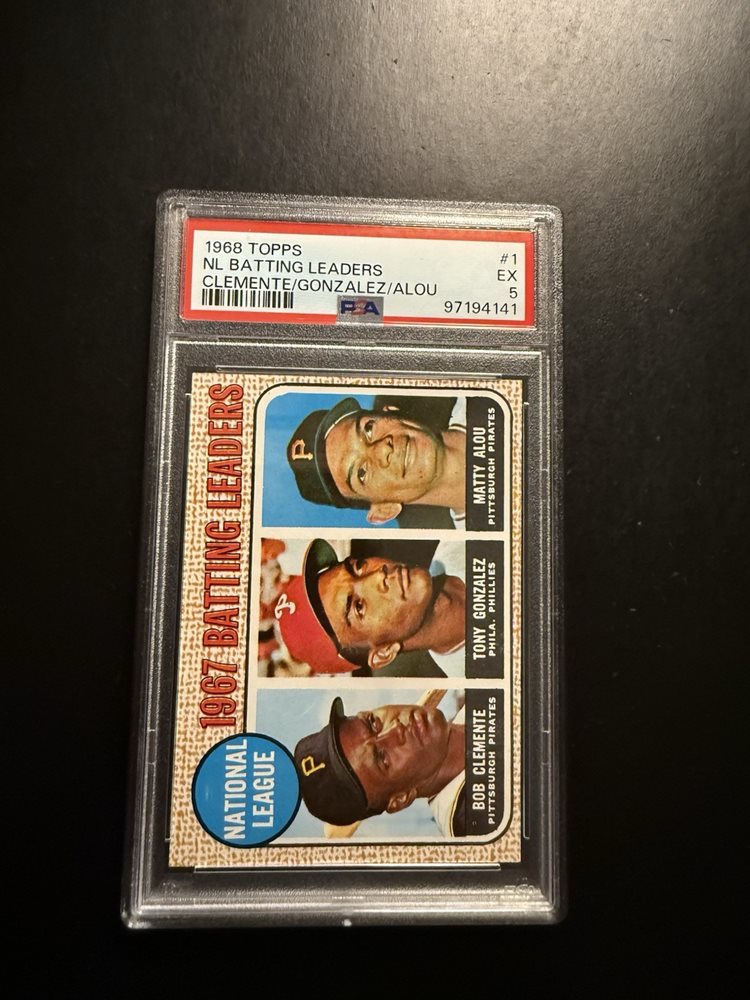 1968 TOPPS #1
NL BATTING LEADERS EX
CLEMENTE/GONZALEZ/ALOU 5
PSA 97194141
1967 BATTING LEADERS
NATIONAL
LEAGUE
P
BOB CLEMENTE
PITTSBURGH PIRATES
P
TONY GONZALEZ
PHILA. PHILLIES
P
MATTY ALOU
PITTSBURGH PIRATES